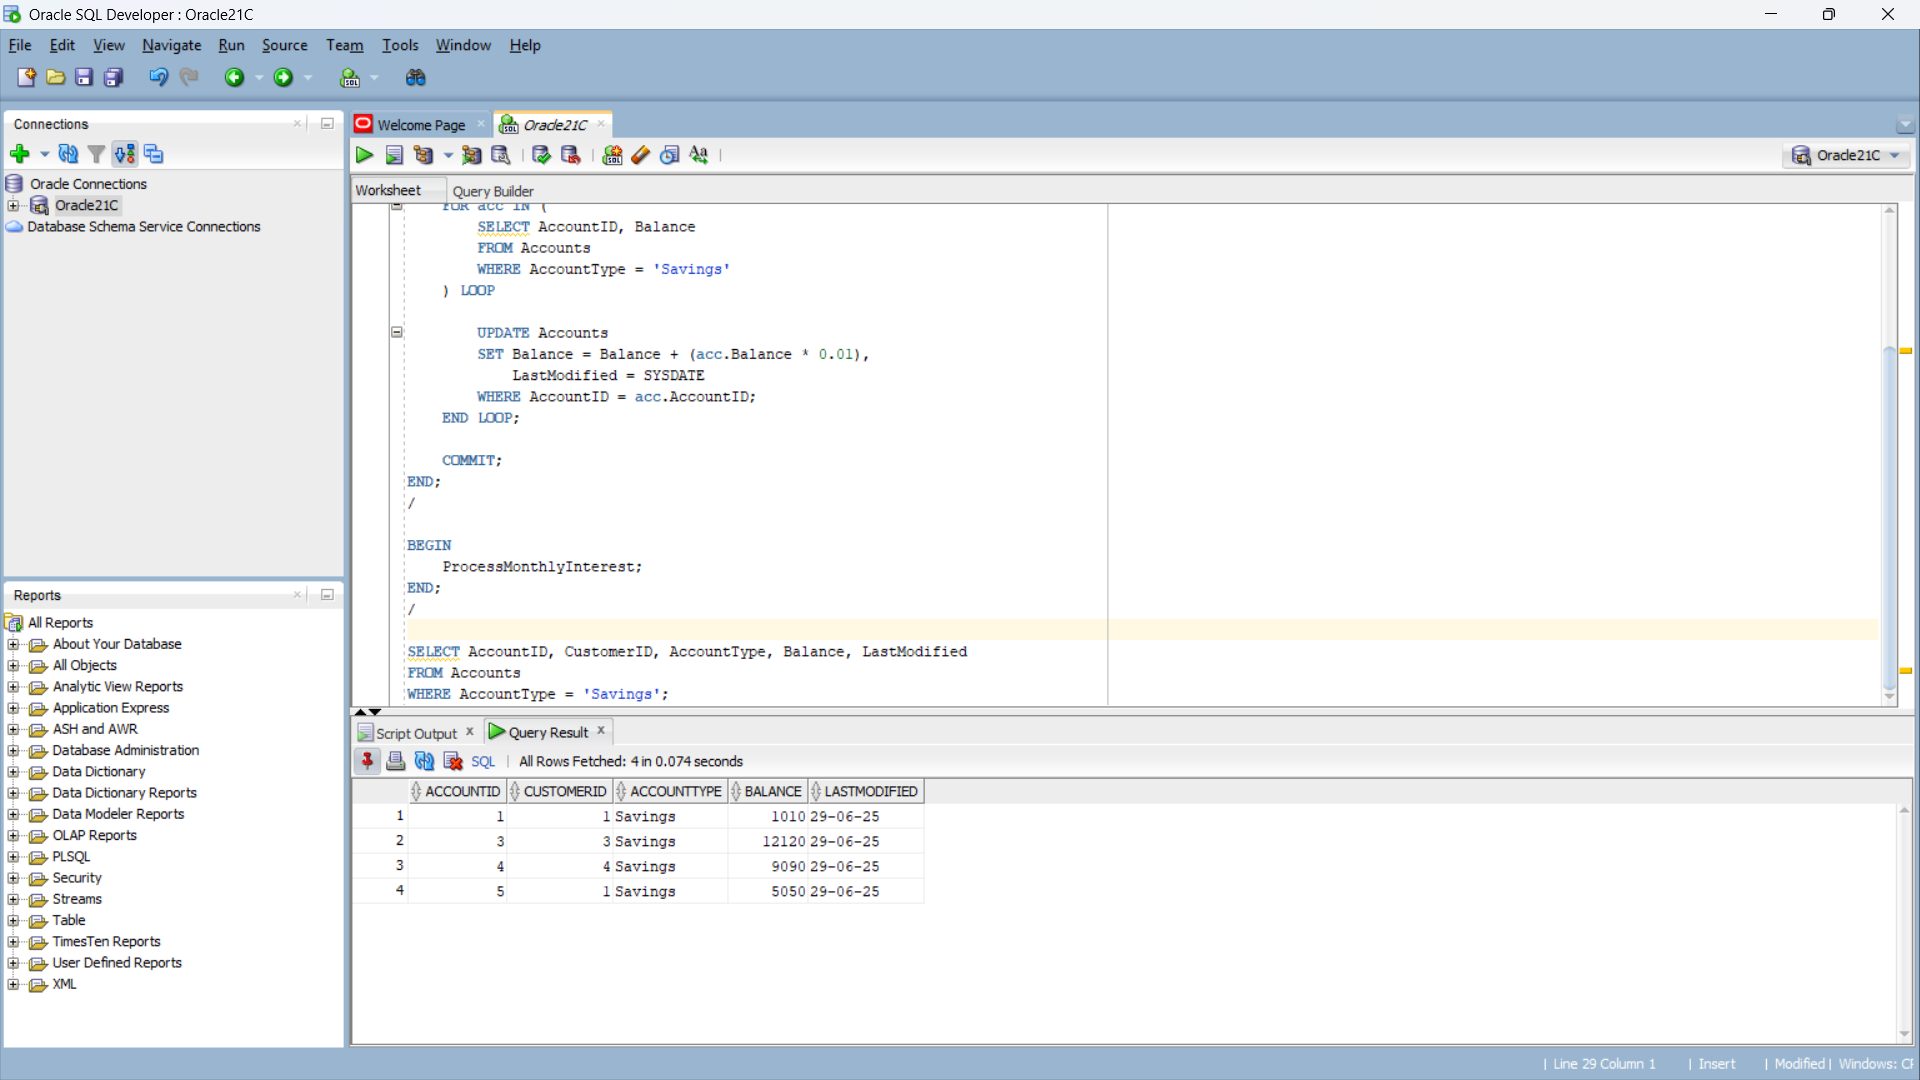 Oracle SQL Developer : Oracle21C
File Edit View Navigate Run Source Team Tools Window Help
Connections
Oracle Connections
Oracle21C
Database Schema Service Connections
Reports
All Reports
About Your Database
All Objects
Analytic View Reports
Application Express
ASH and AWR
Database Administration
Data Dictionary
Data Dictionary Reports
Data Modeler Reports
OLAP Reports
PLSQL
Security
Streams
Table
TimesTen Reports
User Defined Reports
XML
Welcome Page Oracle21C
Oracle21C
Worksheet Query Builder
FOR acc IN (
SELECT AccountID, Balance
FROM Accounts
WHERE AccountType = 'Savings'
) LOOP
UPDATE Accounts
SET Balance = Balance + (acc.Balance * 0.01),
LastModified = SYSDATE
WHERE AccountID = acc.AccountID;
END LOOP;
COMMIT;
END;
/
BEGIN
ProcessMonthlyInterest;
END;
/
SELECT AccountID, CustomerID, AccountType, Balance, LastModified
FROM Accounts
WHERE AccountType = 'Savings';
Script Output Query Result
SQL All Rows Fetched: 4 in 0.074 seconds
ACCOUNTID CUSTOMERID ACCOUNTTYPE BALANCE LASTMODIFIED
1 1 1 Savings 1010 29-06-25
2 3 3 Savings 12120 29-06-25
3 4 4 Savings 9090 29-06-25
4 5 1 Savings 5050 29-06-25
Line 29 Column 1 Insert Modified Windows: